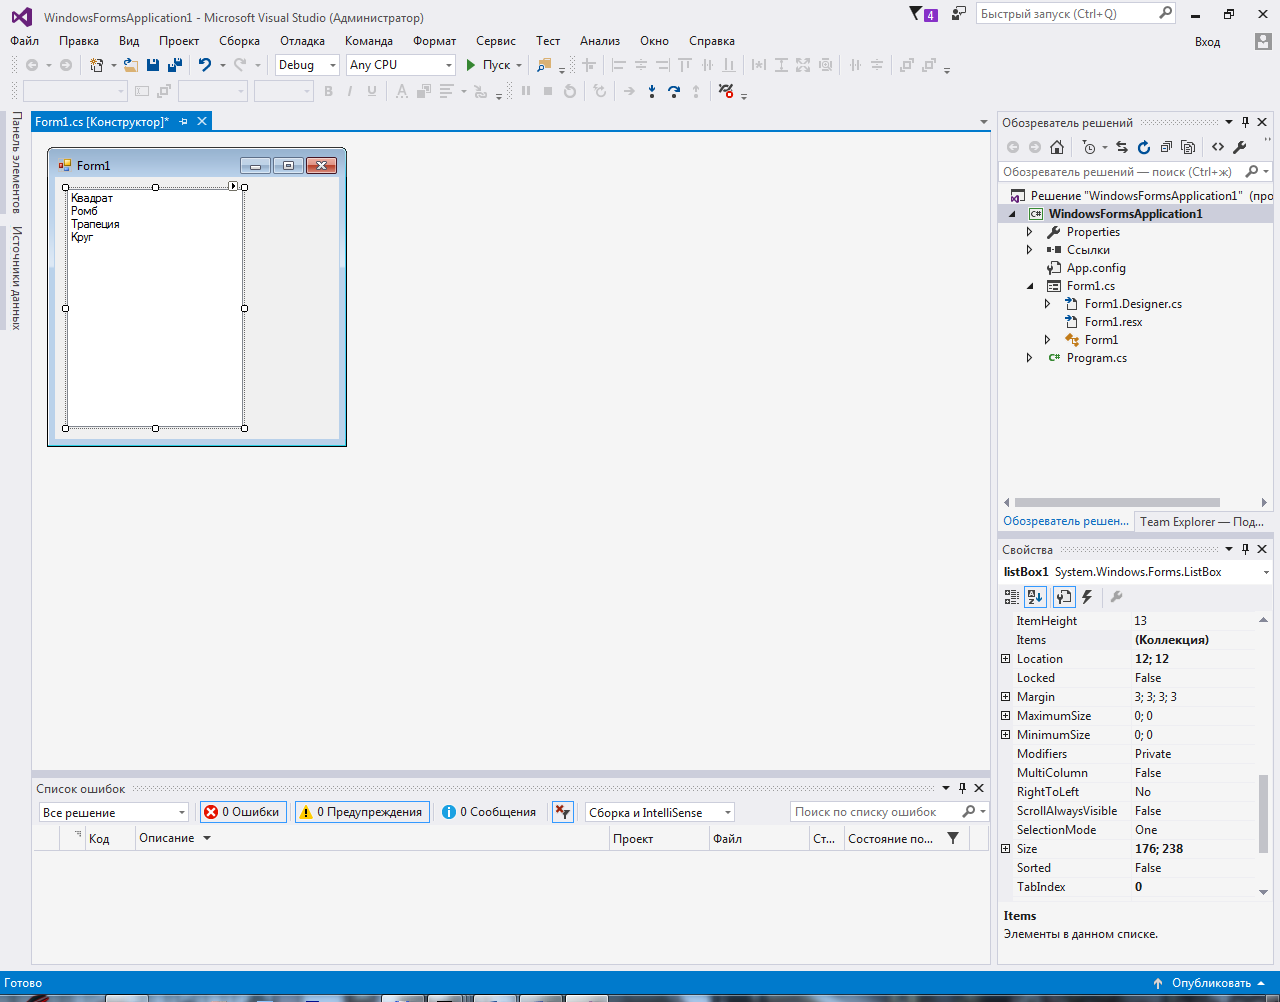 WindowsFormsApplication1 - Microsoft Visual Studio (Администратор)
4
Быстрый запуск (Ctrl+Q)
Файл Правка Вид Проект Сборка Отладка Команда Формат Сервис Тест Анализ Окно Справка
Вход
Debug Any CPU Пуск
Панель элементов
Источники данных
Form1.cs [Конструктор]*
Form1
Квадрат
Ромб
Трапеция
Круг
Обозреватель решений
Обозреватель решений — поиск (Ctrl+ж)
Решение "WindowsFormsApplication1" (про
WindowsFormsApplication1
Properties
Ссылки
App.config
Form1.cs
Form1.Designer.cs
Form1.resx
Form1
Program.cs
Обозреватель решен... Team Explorer — Под...
Свойства
listBox1 System.Windows.Forms.ListBox
ItemHeight 13
Items (Коллекция)
Location 12; 12
Locked False
Margin 3; 3; 3; 3
MaximumSize 0; 0
MinimumSize 0; 0
Modifiers Private
MultiColumn False
RightToLeft No
ScrollAlwaysVisible False
SelectionMode One
Size 176; 238
Sorted False
TabIndex 0
Items
Элементы в данном списке.
Список ошибок
Все решение 0 Ошибки 0 Предупреждения 0 Сообщения Сборка и IntelliSense Поиск по списку ошибок
Код Описание Проект Файл Ст... Состояние по...
Готово
Опубликовать